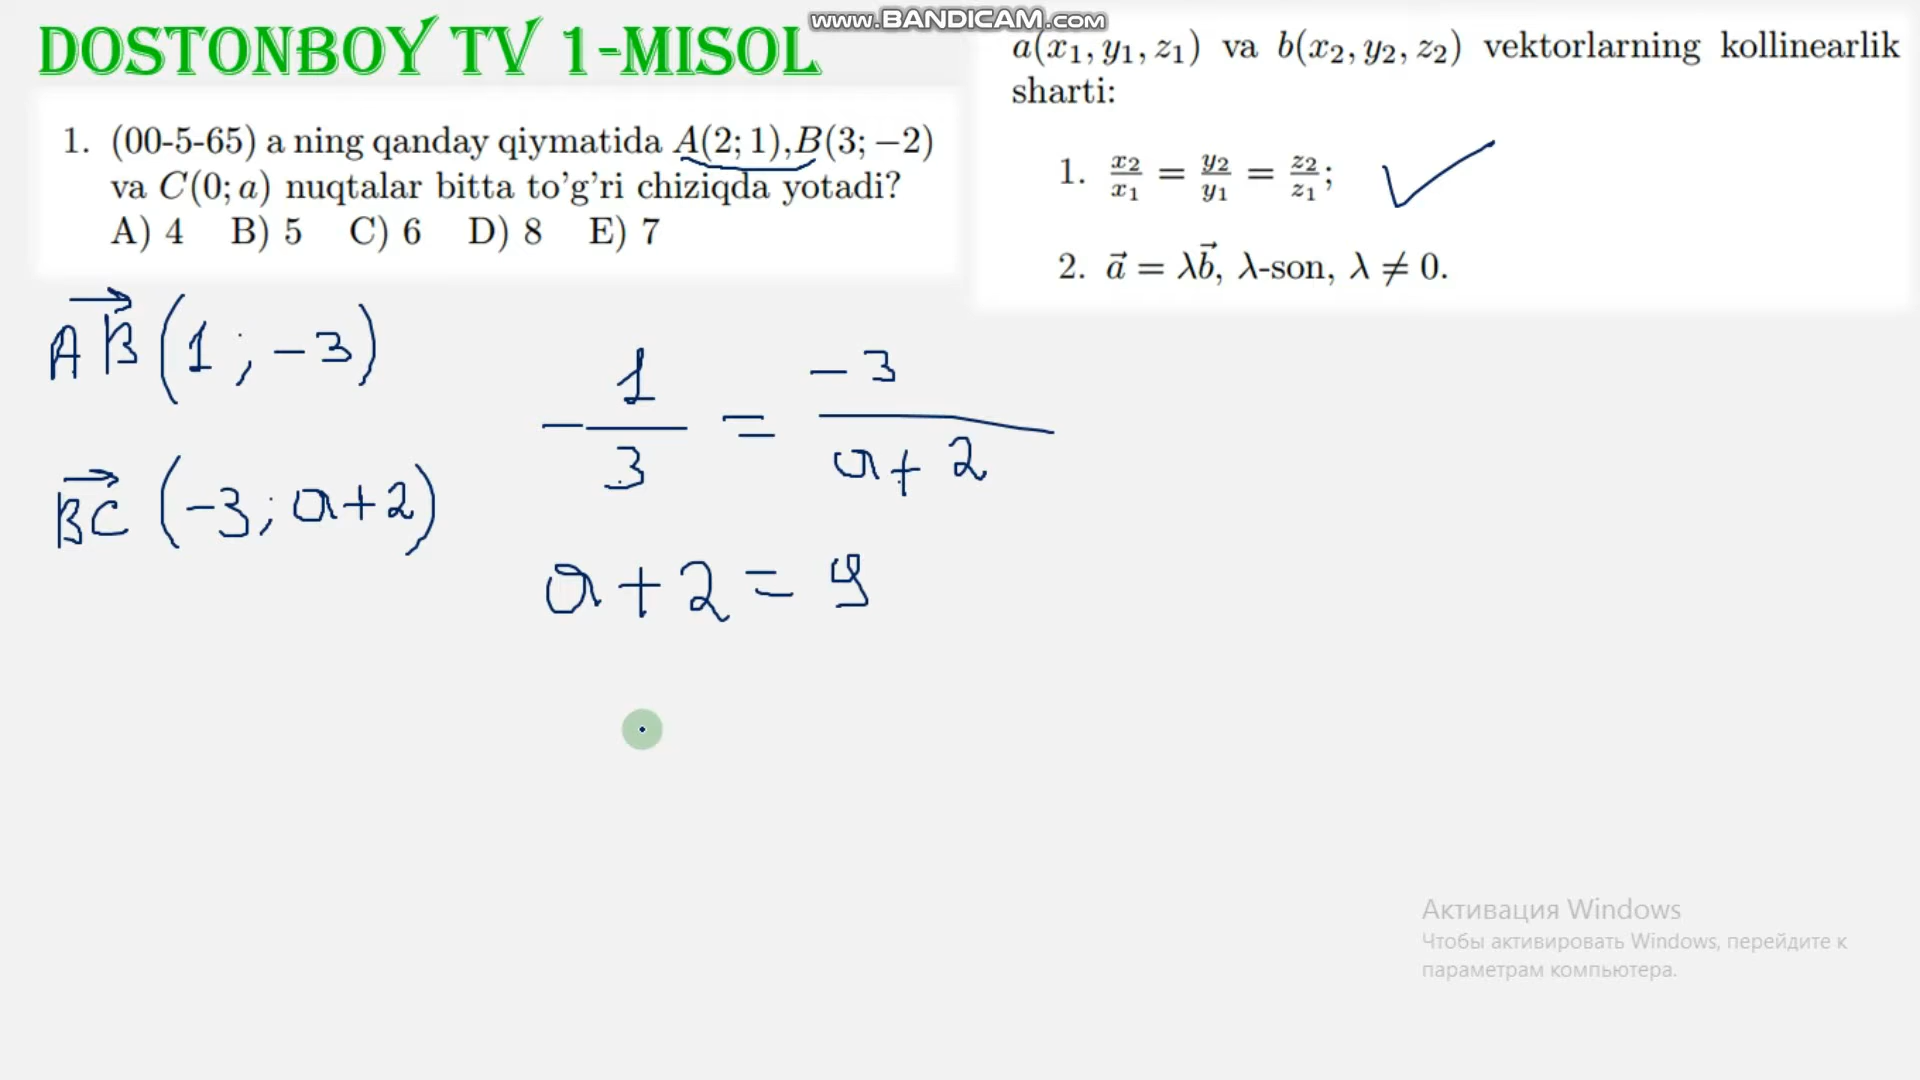 www.BANDICAM.com
DOSTONBOY TV 1-MISOL
1. (00-5-65) a ning qanday qiymatida A(2; 1),B(3; −2)
va C(0; a) nuqtalar bitta to’g’ri chiziqda yotadi?
A) 4 B) 5 C) 6 D) 8 E) 7
a(x₁, y₁, z₁) va b(x₂, y₂, z₂) vektorlarning kollinearlik
sharti:
1. x₂/x₁ = y₂/y₁ = z₂/z₁;
2. a⃗ = λb⃗, λ-son, λ ≠ 0.
AB⃗ (1 ; −3)
BC⃗ (−3; a+2)
− 1/3 = −3/(a+2)
a + 2 = 9
Активация Windows
Чтобы активировать Windows, перейдите к
параметрам компьютера.